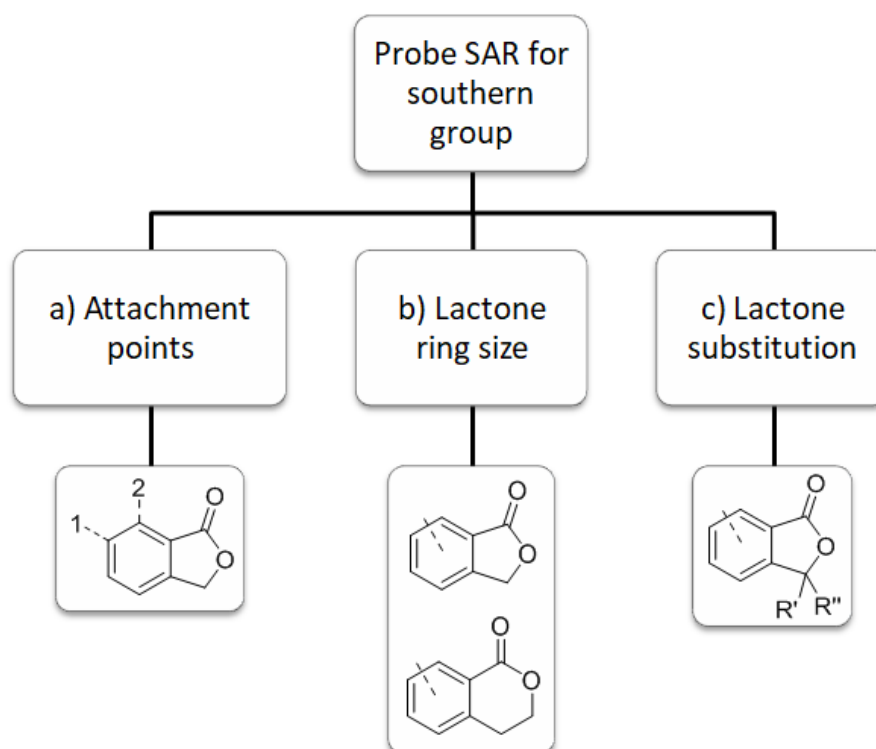 Probe SAR for
southern
group
a) Attachment
points
b) Lactone
ring size
c) Lactone
substitution
2
O
1
O
O
O
O
O
O
O
R' R"